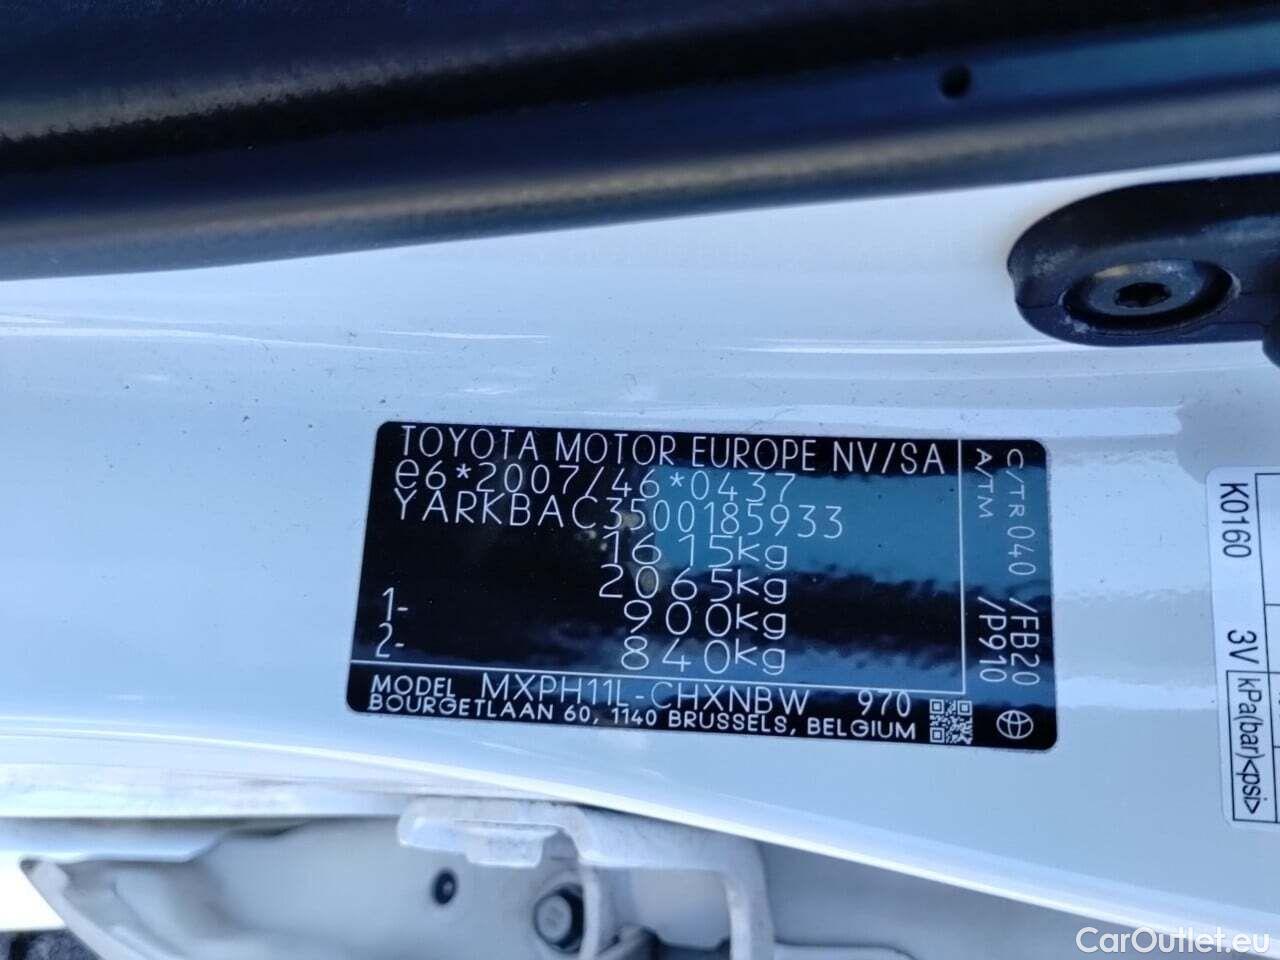 TOYOTA MOTOR EUROPE NV/SA
e6*2007/46*0437
YARKBAC3500185933
1615kg
2065kg
1- 900kg
2- 840kg
MODEL MXPH11L-CHXNBW 970
BOURGETLAAN 60, 1140 BRUSSELS, BELGIUM
C/TR 040 /FB20
A/TM /P910
K0160 3V
kPa(bar)<psi>
CarOutlet.eu